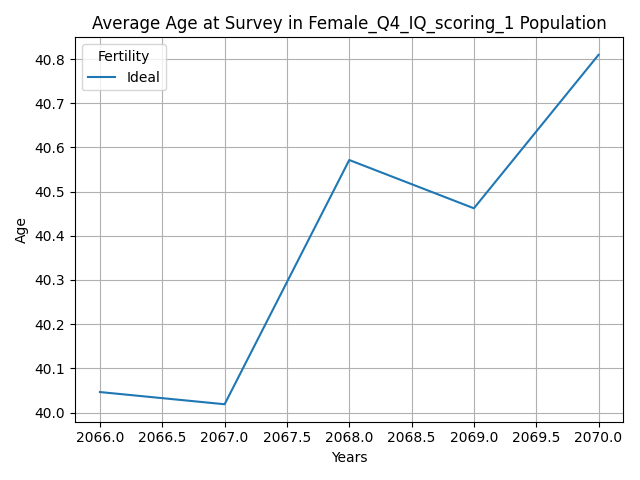 Average Age at Survey in Female_Q4_IQ_scoring_1 Population
Fertility
Ideal
Age
40.8
40.7
40.6
40.5
40.4
40.3
40.2
40.1
40.0
2066.0 2066.5 2067.0 2067.5 2068.0 2068.5 2069.0 2069.5 2070.0
Years